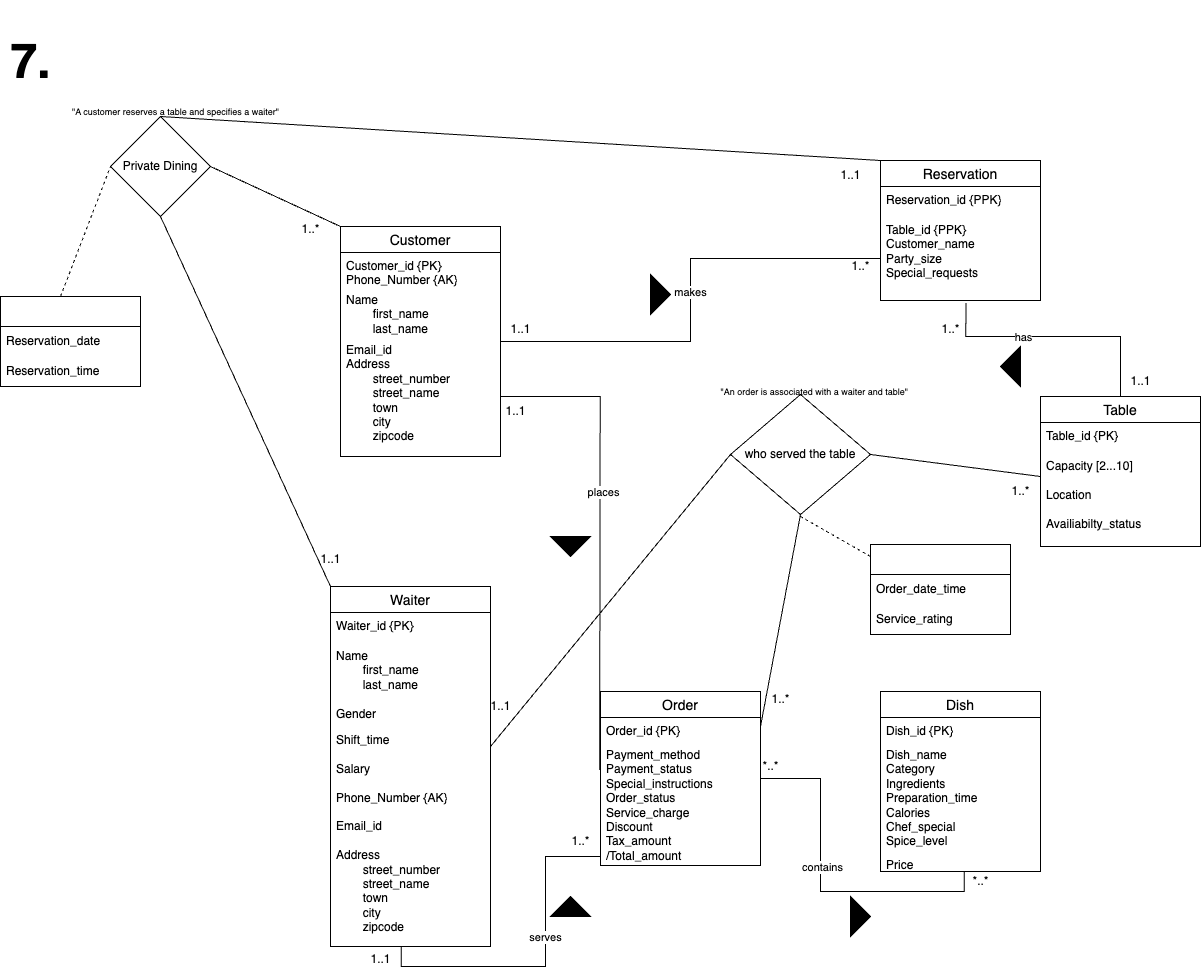 7.
"A customer reserves a table and specifies a waiter"
Private Dining
1..1
1..*
Reservation
Reservation_id {PPK}
Table_id {PPK}
Customer_name
Party_size
Special_requests
1..*
Customer
Customer_id {PK}
Phone_Number {AK}
Name
first_name
last_name
Email_id
Address
street_number
street_name
town
city
zipcode
makes
1..1
1..*
has
1..1
Reservation_date
Reservation_time
1..1
"An order is associated with a waiter and table"
who served the table
1..*
Table
Table_id {PK}
Capacity [2...10]
Location
Availiabilty_status
places
Order_date_time
Service_rating
1..1
Waiter
Waiter_id {PK}
Name
first_name
last_name
Gender
Shift_time
Salary
Phone_Number {AK}
Email_id
Address
street_number
street_name
town
city
zipcode
1..1
1..*
Order
Order_id {PK}
Payment_method
Payment_status
Special_instructions
Order_status
Service_charge
Discount
Tax_amount
/Total_amount
*..*
Dish
Dish_id {PK}
Dish_name
Category
Ingredients
Preparation_time
Calories
Chef_special
Spice_level
Price
1..*
contains
*..*
serves
1..1